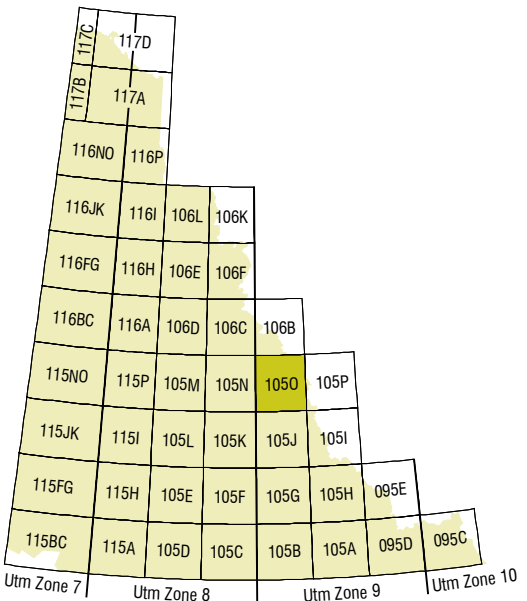 117C 117D
117B 117A
116NO 116P
116JK 116I 106L 106K
116FG 116H 106E 106F
116BC 116A 106D 106C 106B
115NO 115P 105M 105N 105O 105P
115JK 115I 105L 105K 105J 105I
115FG 115H 105E 105F 105G 105H 095E
115BC 115A 105D 105C 105B 105A 095D 095C
Utm Zone 7 Utm Zone 8 Utm Zone 9 Utm Zone 10